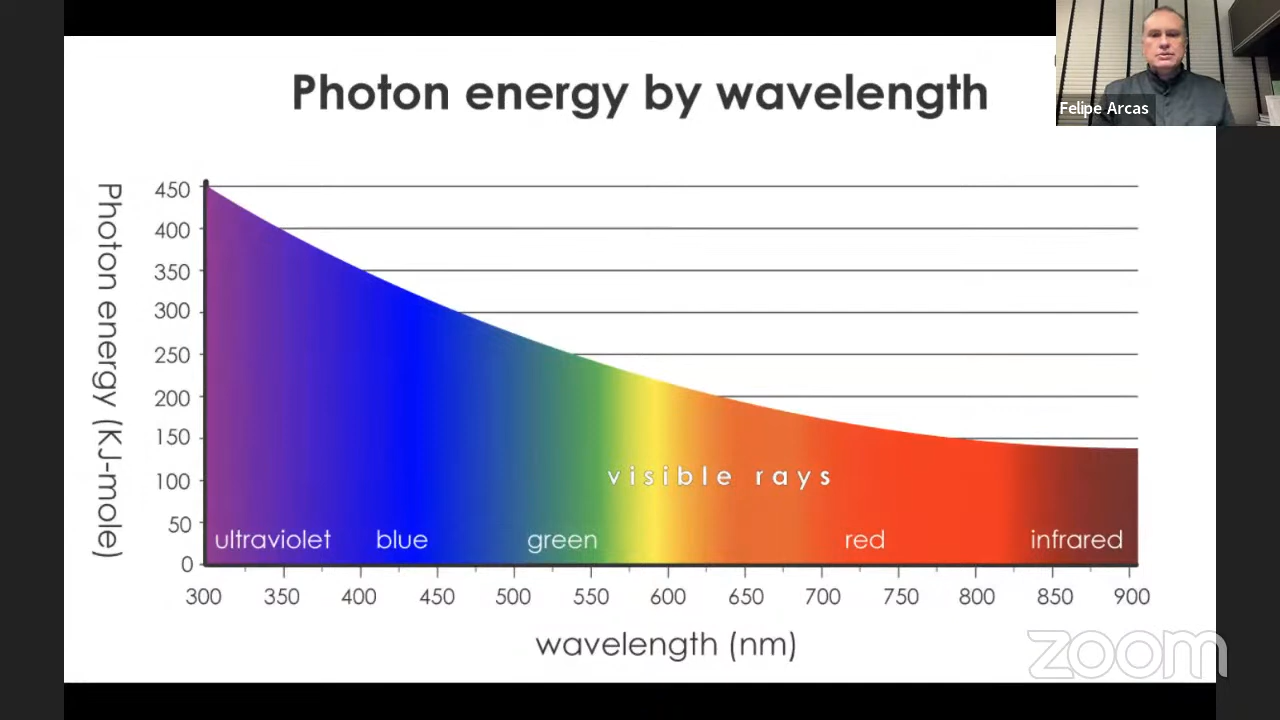 Photon energy by wavelength
Felipe Arcas
Photon energy (KJ-mole)
450
400
350
300
250
200
150
100
50
0
visible rays
ultraviolet blue green red infrared
300 350 400 450 500 550 600 650 700 750 800 850 900
wavelength (nm)
zoom